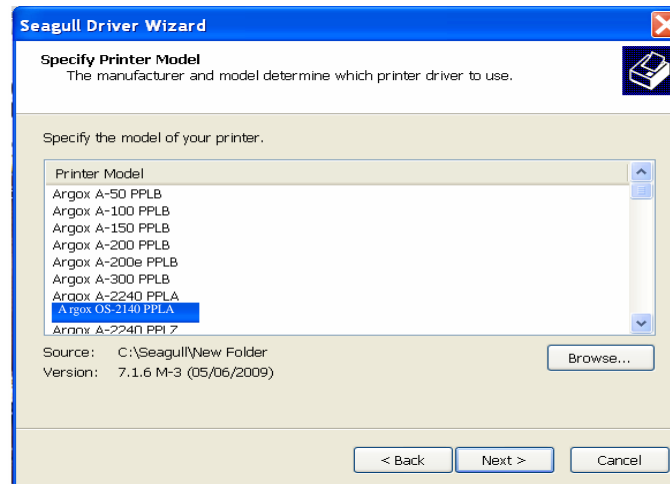 Seagull Driver Wizard
Specify Printer Model
The manufacturer and model determine which printer driver to use.
Specify the model of your printer.
Printer Model
Argox A-50 PPLB
Argox A-100 PPLB
Argox A-150 PPLB
Argox A-200 PPLB
Argox A-200e PPLB
Argox A-300 PPLB
Argox A-2240 PPLA
Argox OS-2140 PPLA
Argox A-2240 PPLZ
Source: C:\Seagull\New Folder
Browse...
Version: 7.1.6 M-3 (05/06/2009)
< Back Next > Cancel